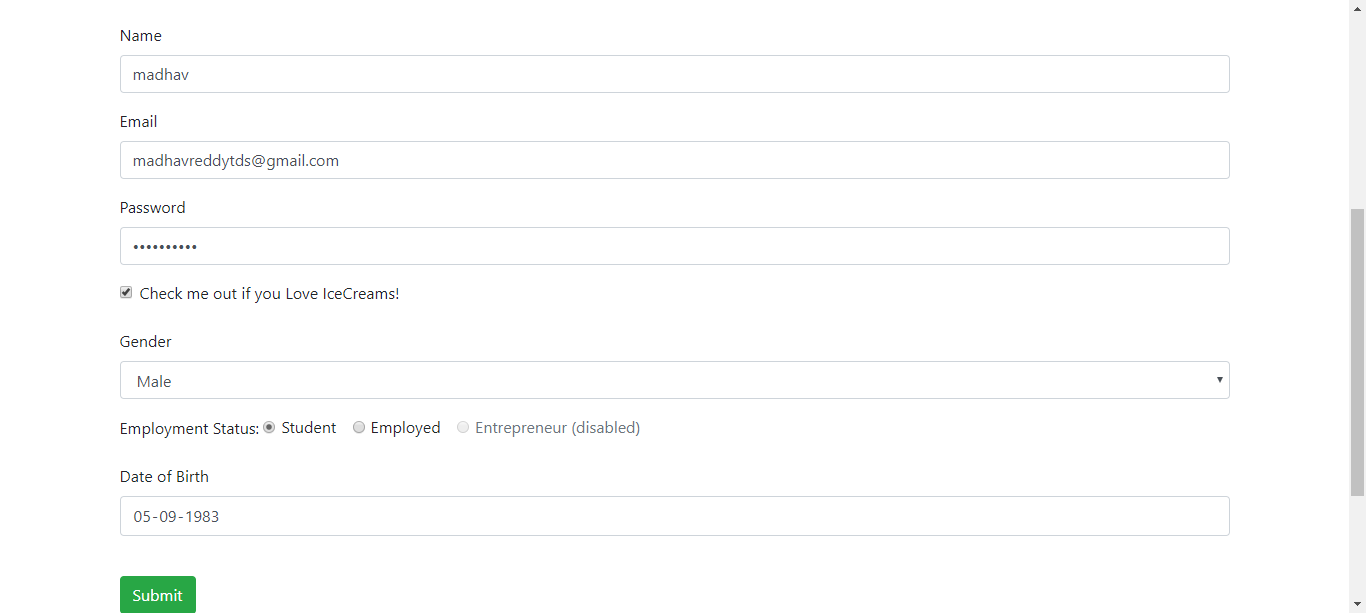 Name
madhav
Email
madhavreddytds@gmail.com
Password
••••••••••
Check me out if you Love IceCreams!
Gender
Male
Employment Status: Student Employed Entrepreneur (disabled)
Date of Birth
05-09-1983
Submit